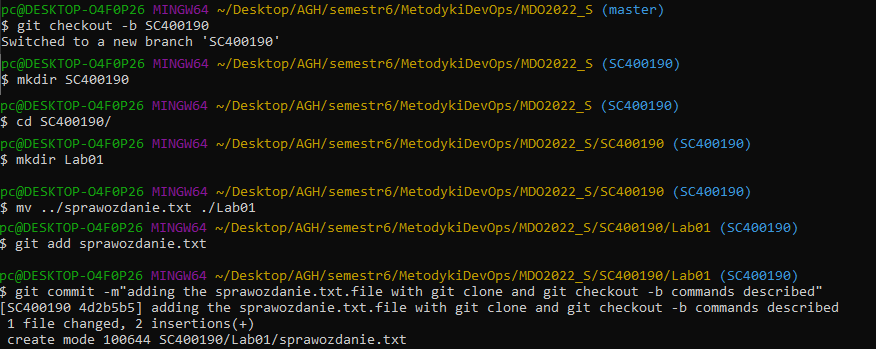 pc@DESKTOP-O4F0P26 MINGW64 ~/Desktop/AGH/semestr6/MetodykiDevOps/MDO2022_S (master)
$ git checkout -b SC400190
Switched to a new branch 'SC400190'
pc@DESKTOP-O4F0P26 MINGW64 ~/Desktop/AGH/semestr6/MetodykiDevOps/MDO2022_S (SC400190)
$ mkdir SC400190
pc@DESKTOP-O4F0P26 MINGW64 ~/Desktop/AGH/semestr6/MetodykiDevOps/MDO2022_S (SC400190)
$ cd SC400190/
pc@DESKTOP-O4F0P26 MINGW64 ~/Desktop/AGH/semestr6/MetodykiDevOps/MDO2022_S/SC400190 (SC400190)
$ mkdir Lab01
pc@DESKTOP-O4F0P26 MINGW64 ~/Desktop/AGH/semestr6/MetodykiDevOps/MDO2022_S/SC400190 (SC400190)
$ mv ../sprawozdanie.txt ./Lab01
pc@DESKTOP-O4F0P26 MINGW64 ~/Desktop/AGH/semestr6/MetodykiDevOps/MDO2022_S/SC400190/Lab01 (SC400190)
$ git add sprawozdanie.txt
pc@DESKTOP-O4F0P26 MINGW64 ~/Desktop/AGH/semestr6/MetodykiDevOps/MDO2022_S/SC400190/Lab01 (SC400190)
$ git commit -m"adding the sprawozdanie.txt.file with git clone and git checkout -b commands described"
[SC400190 4d2b5b5] adding the sprawozdanie.txt.file with git clone and git checkout -b commands described
1 file changed, 2 insertions(+)
create mode 100644 SC400190/Lab01/sprawozdanie.txt